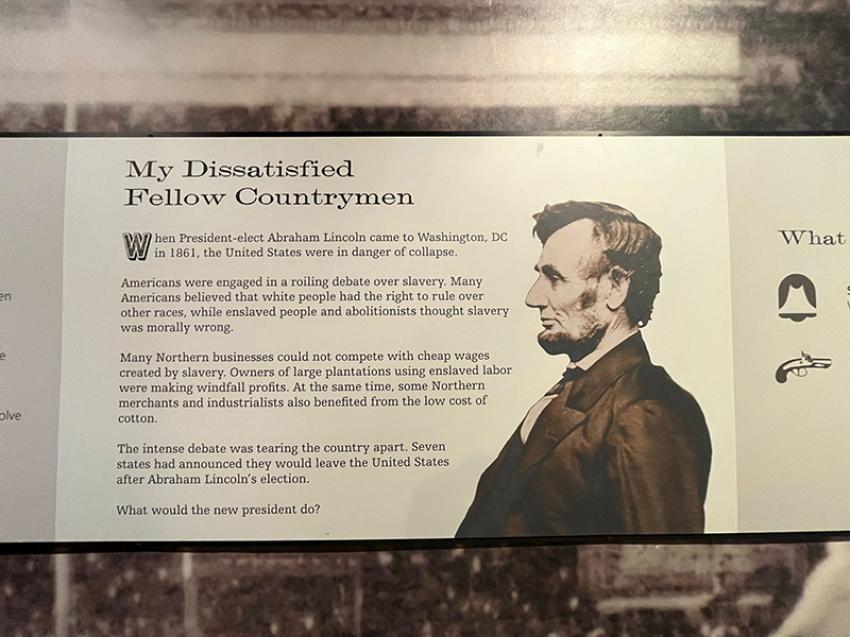 My Dissatisfied
Fellow Countrymen
When President-elect Abraham Lincoln came to Washington, DC
in 1861, the United States were in danger of collapse.
Americans were engaged in a roiling debate over slavery. Many
Americans believed that white people had the right to rule over
other races, while enslaved people and abolitionists thought slavery
was morally wrong.
Many Northern businesses could not compete with cheap wages
created by slavery. Owners of large plantations using enslaved labor
were making windfall profits. At the same time, some Northern
merchants and industrialists also benefited from the low cost of
cotton.
The intense debate was tearing the country apart. Seven
states had announced they would leave the United States
after Abraham Lincoln's election.
What would the new president do?
What